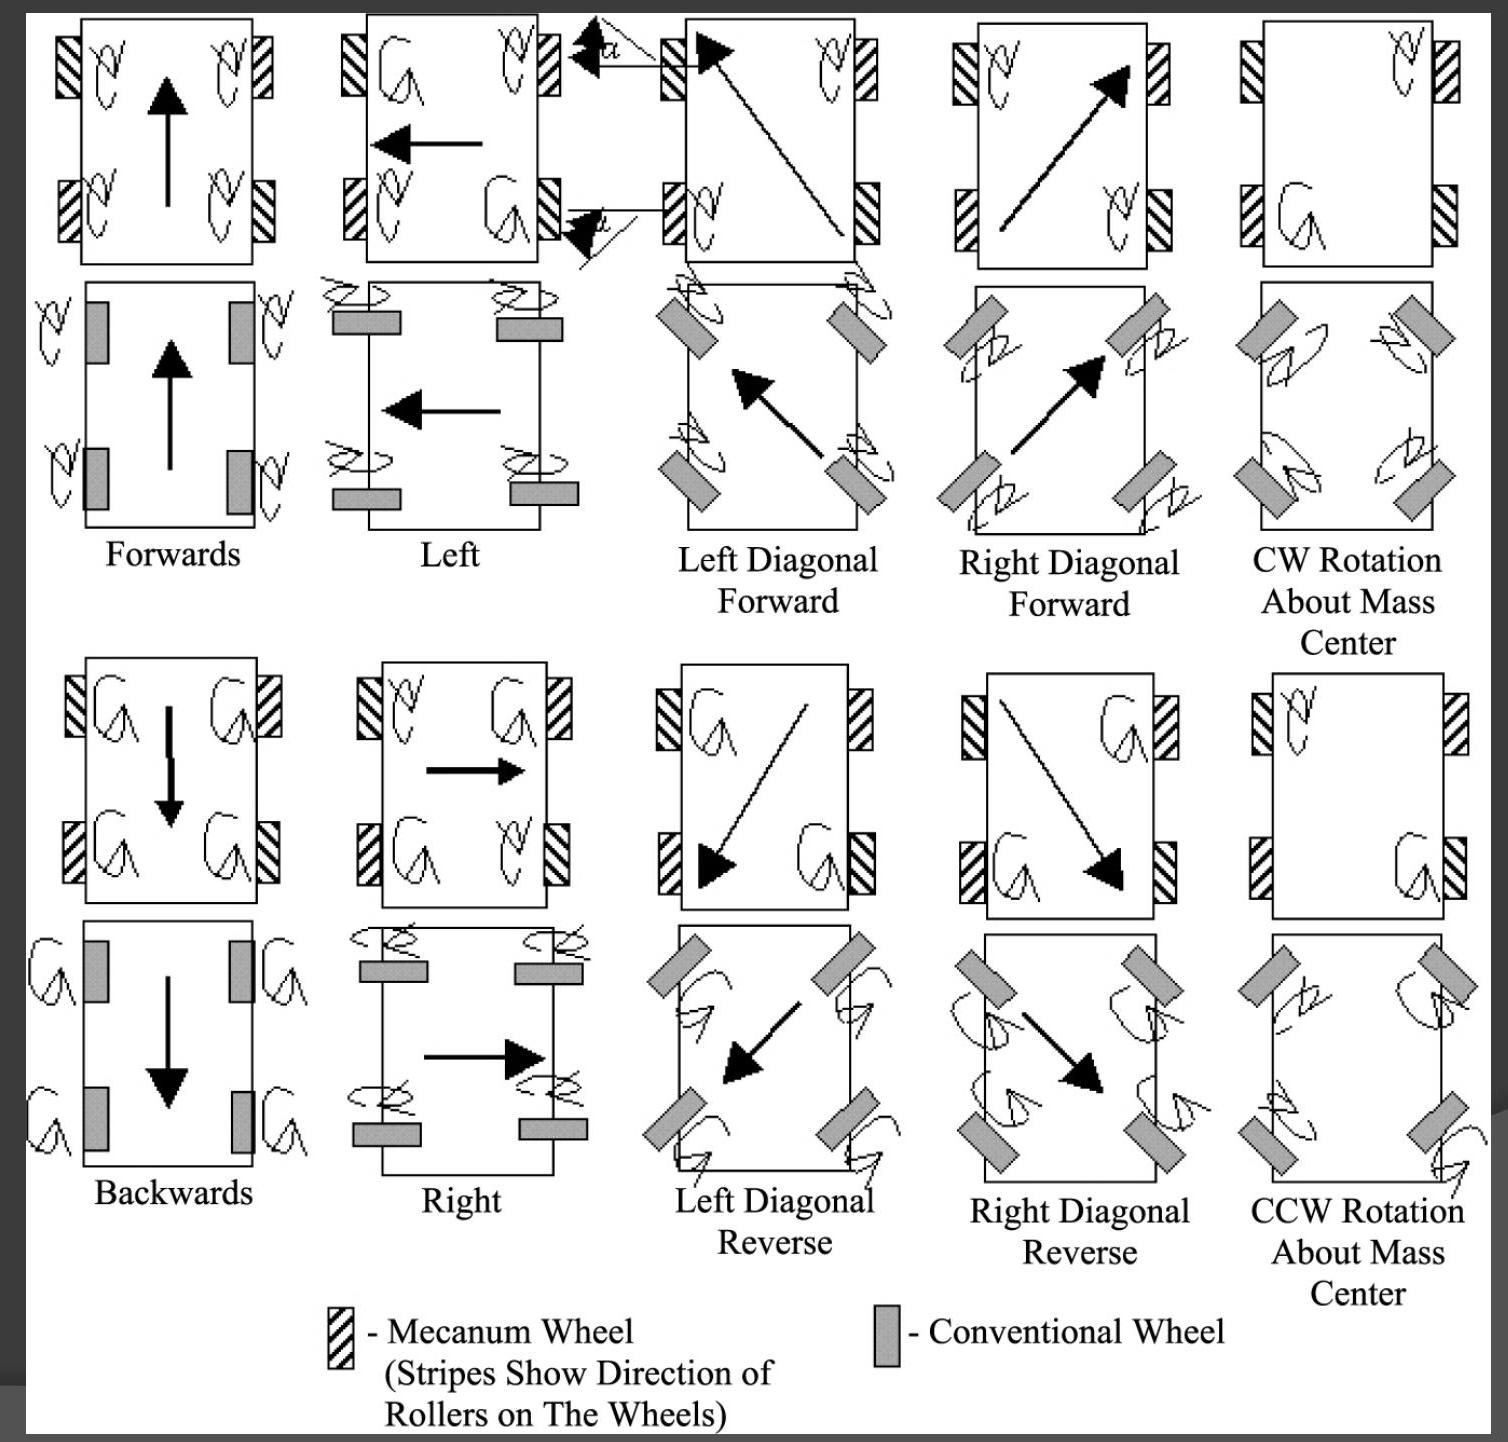 α
α
Forwards
Left
Left Diagonal
Forward
Right Diagonal
Forward
CW Rotation
About Mass
Center
Backwards
Right
Left Diagonal
Reverse
Right Diagonal
Reverse
CCW Rotation
About Mass
Center
- Mecanum Wheel
(Stripes Show Direction of
Rollers on The Wheels)
- Conventional Wheel